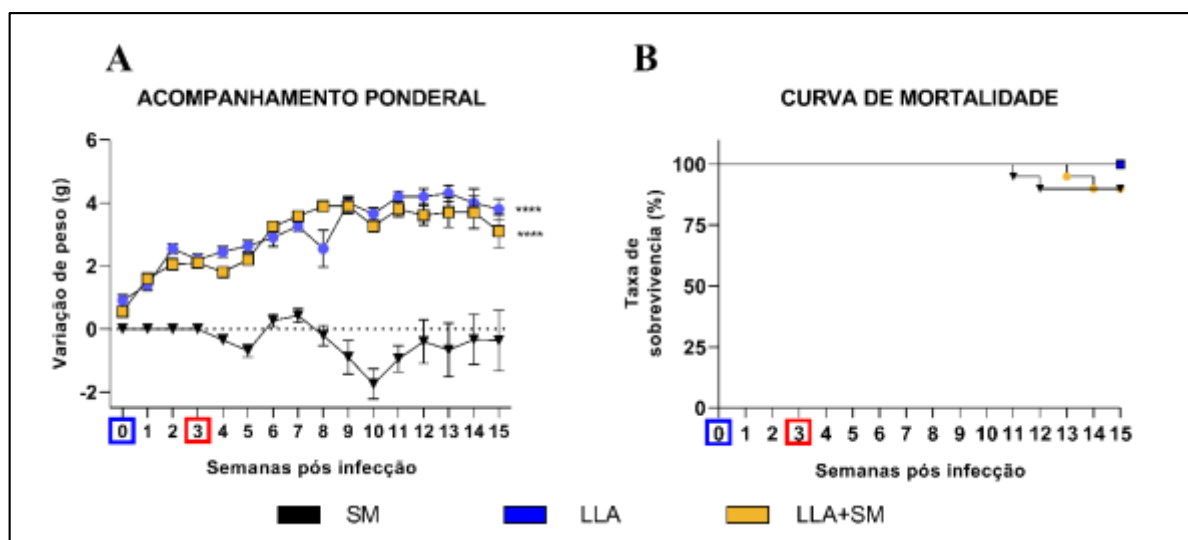 A
ACOMPANHAMENTO PONDERAL
Variação de peso (g)
6
4
2
0
-2
****
****
0 1 2 3 4 5 6 7 8 9 10 11 12 13 14 15
Semanas pós infecção
B
CURVA DE MORTALIDADE
Taxa de
sobrevivencia (%)
100
75
50
25
0
0 1 2 3 4 5 6 7 8 9 10 11 12 13 14 15
Semanas pós infecção
SM LLA LLA+SM